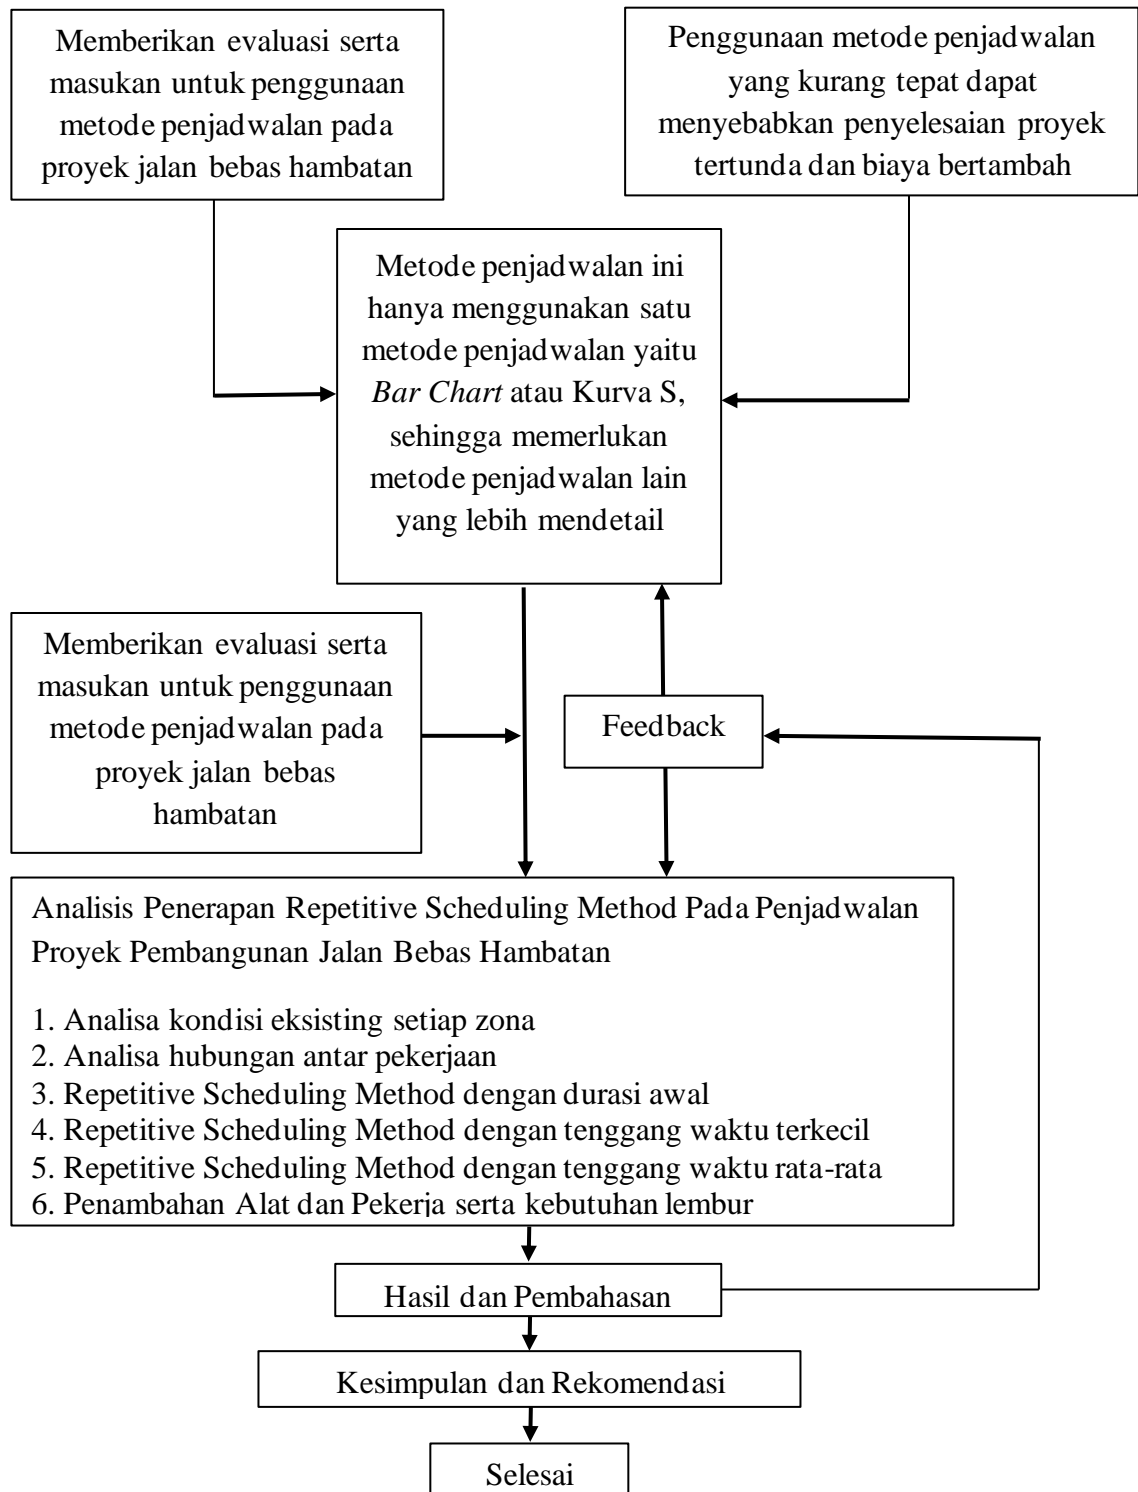 Memberikan evaluasi serta
masukan untuk penggunaan
metode penjadwalan pada
proyek jalan bebas hambatan
Penggunaan metode penjadwalan
yang kurang tepat dapat
menyebabkan penyelesaian proyek
tertunda dan biaya bertambah
Metode penjadwalan ini
hanya menggunakan satu
metode penjadwalan yaitu
Bar Chart atau Kurva S,
sehingga memerlukan
metode penjadwalan lain
yang lebih mendetail
Memberikan evaluasi serta
masukan untuk penggunaan
metode penjadwalan pada
proyek jalan bebas
hambatan
Feedback
Analisis Penerapan Repetitive Scheduling Method Pada Penjadwalan
Proyek Pembangunan Jalan Bebas Hambatan
1. Analisa kondisi eksisting setiap zona
2. Analisa hubungan antar pekerjaan
3. Repetitive Scheduling Method dengan durasi awal
4. Repetitive Scheduling Method dengan tenggang waktu terkecil
5. Repetitive Scheduling Method dengan tenggang waktu rata-rata
6. Penambahan Alat dan Pekerja serta kebutuhan lembur
Hasil dan Pembahasan
Kesimpulan dan Rekomendasi
Selesai